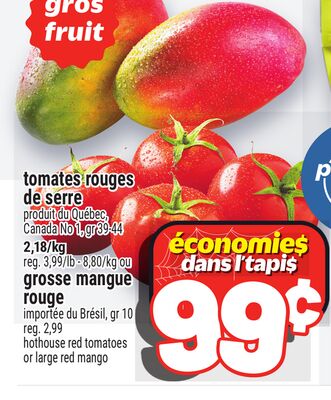 gros
fruit
tomates rouges
de serre
produit du Québec,
Canada No 1, gr 39-44
2,18/kg
reg. 3,99/lb - 8,80/kg ou
grosse mangue
rouge
importée du Brésil, gr 10
reg. 2,99
hothouse red tomatoes
or large red mango
économie$
dans l'tapi$
99¢